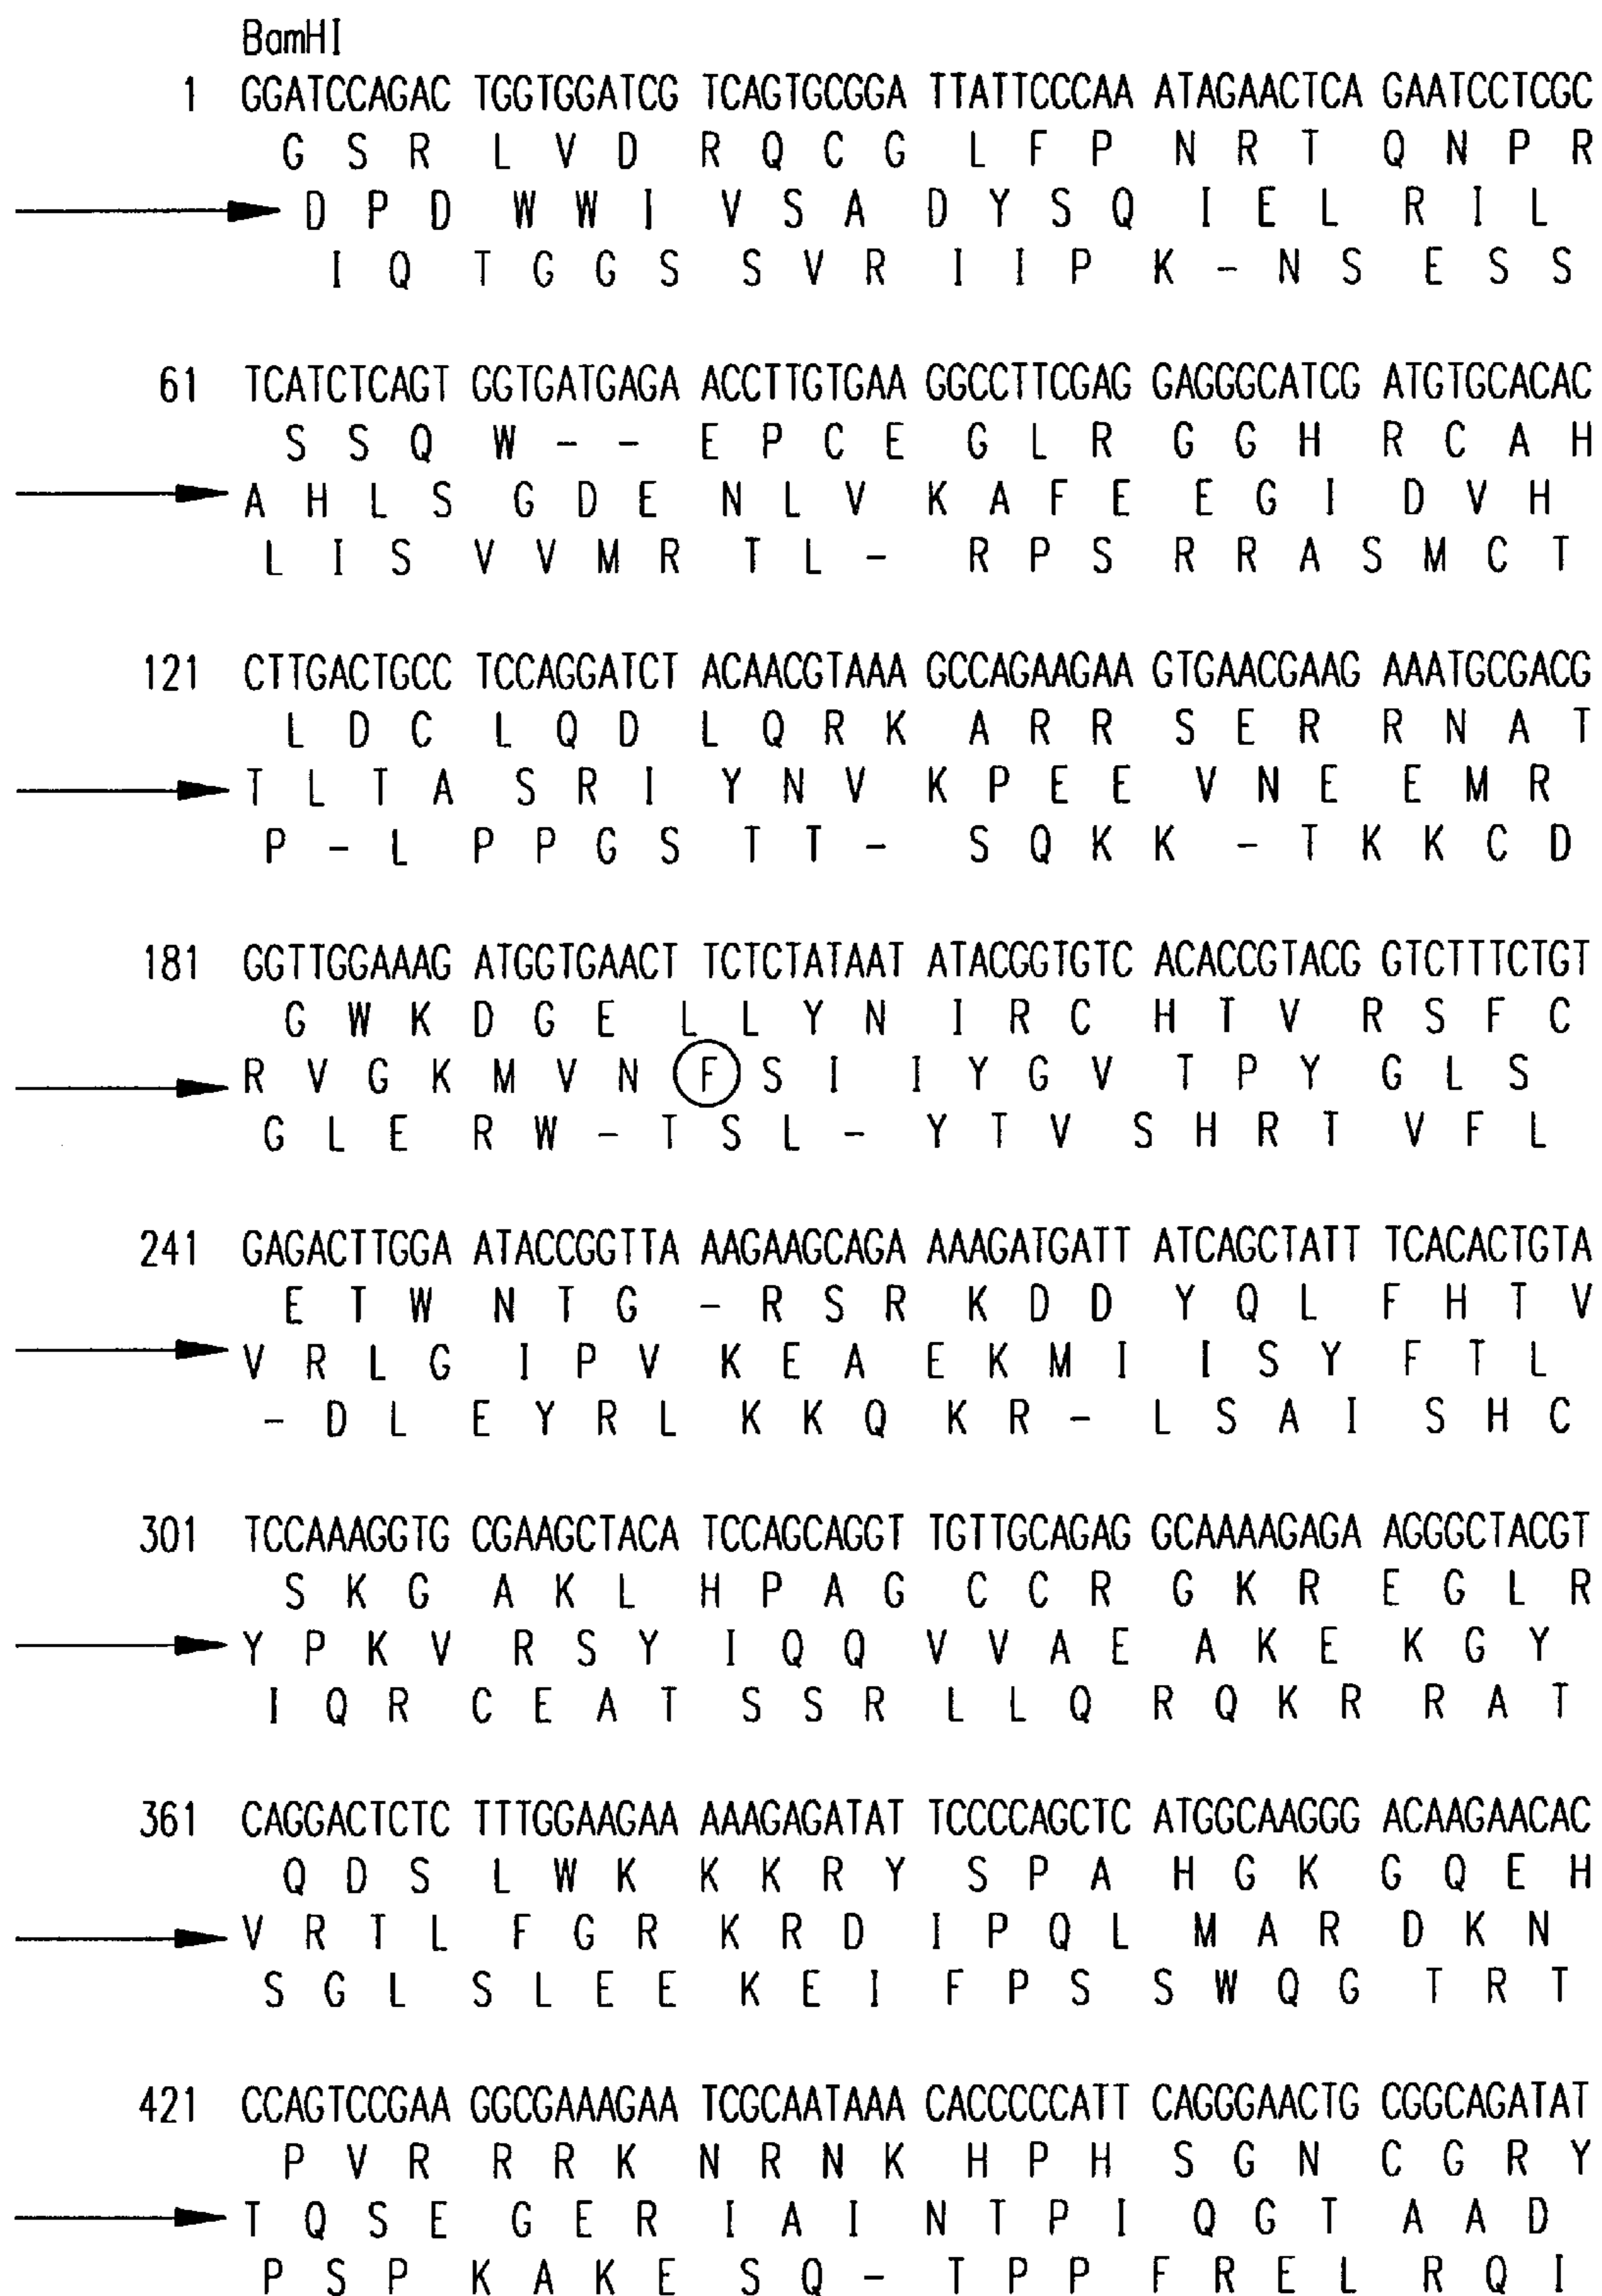 BamHI
1 GGATCCAGAC TGGTGGATCG TCAGTGCGGA TTATTCCCAA ATAGAACTCA GAATCCTCGC
G S R L V D R Q C G L F P N R T Q N P R
D P D W W I V S A D Y S Q I E L R I L
I Q T G G S S V R I I P K - N S E S S
61 TCATCTCAGT GGTGATGAGA ACCTTGTGAA GGCCTTCGAG GAGGGCATCG ATGTGCACAC
S S Q W - - E P C E G L R G G H R C A H
A H L S G D E N L V K A F E E G I D V H
L I S V V M R T L - R P S R R A S M C T
121 CTTGACTGCC TCCAGGATCT ACAACGTAAA GCCAGAAGAA GTGAACGAAG AAATGCGACG
L D C L Q D L Q R K A R R S E R R N A T
T L T A S R I Y N V K P E E V N E E M R
P - L P P G S T T - S Q K K - T K K C D
181 GGTTGGAAAG ATGGTGAACT TCTCTATAAT ATACGGTGTC ACACCGTACG GTCTTTCTGT
G W K D G E L L Y N I R C H T V R S F C
R V G K M V N F S I I Y G V T P Y G L S
G L E R W - T S L - Y T V S H R T V F L
241 GAGACTTGGA ATACCGGTTA AAGAAGCAGA AAAGATGATT ATCAGCTATT TCACACTGTA
E T W N T G - R S R K D D Y Q L F H T V
V R L G I P V K E A E K M I I S Y F T L
- D L E Y R L K K Q K R - L S A I S H C
301 TCCAAAGGTG CGAAGCTACA TCCAGCAGGT TGTTGCAGAG GCAAAAGAGA AGGGCTACGT
S K G A K L H P A G C C R G K R E G L R
Y P K V R S Y I Q Q V V A E A K E K G Y
I Q R C E A T S S R L L Q R Q K R R A T
361 CAGGACTCTC TTTGGAAGAA AAAGAGATAT TCCCCAGCTC ATGGCAAGGG ACAAGAACAC
Q D S L W K K K R Y S P A H G K G Q E H
V R T L F G R K R D I P Q L M A R D K N
S G L S L E E K E I F P S S W Q G T R T
421 CCAGTCCGAA GGCGAAAGAA TCGCAATAAA CACCCCCATT CAGGGAACTG CGGCAGATAT
P V R R R K N R N K H P H S G N C G R Y
T Q S E G E R I A I N T P I Q G T A A D
P S P K A K E S Q - T P P F R E L R Q I